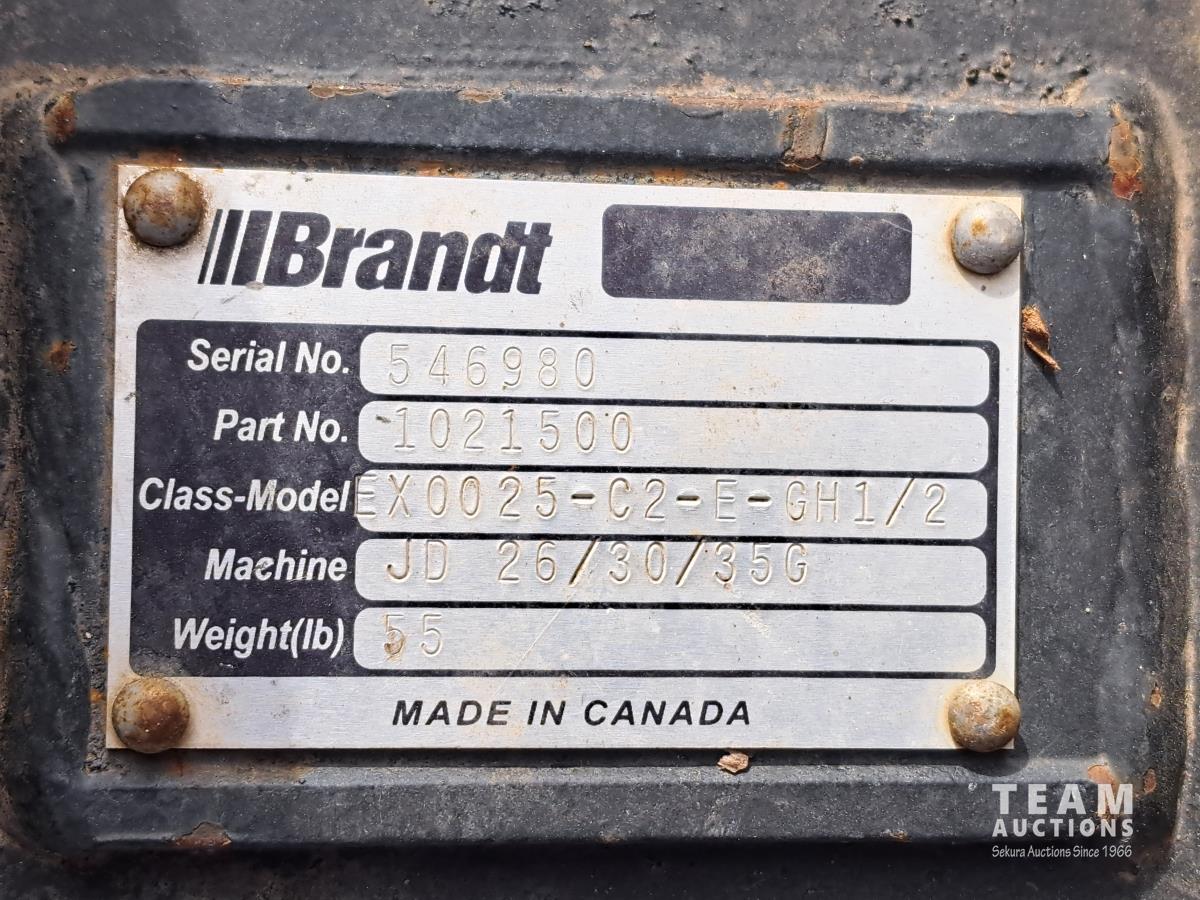 Brandt
Serial No. 546980
Part No. 1021500
Class-Model EX0025-C2-E-GH1/2
Machine JD 26/30/35G
Weight(lb) 55
MADE IN CANADA
TEAM
AUCTIONS
Sekura Auctions Since 1966